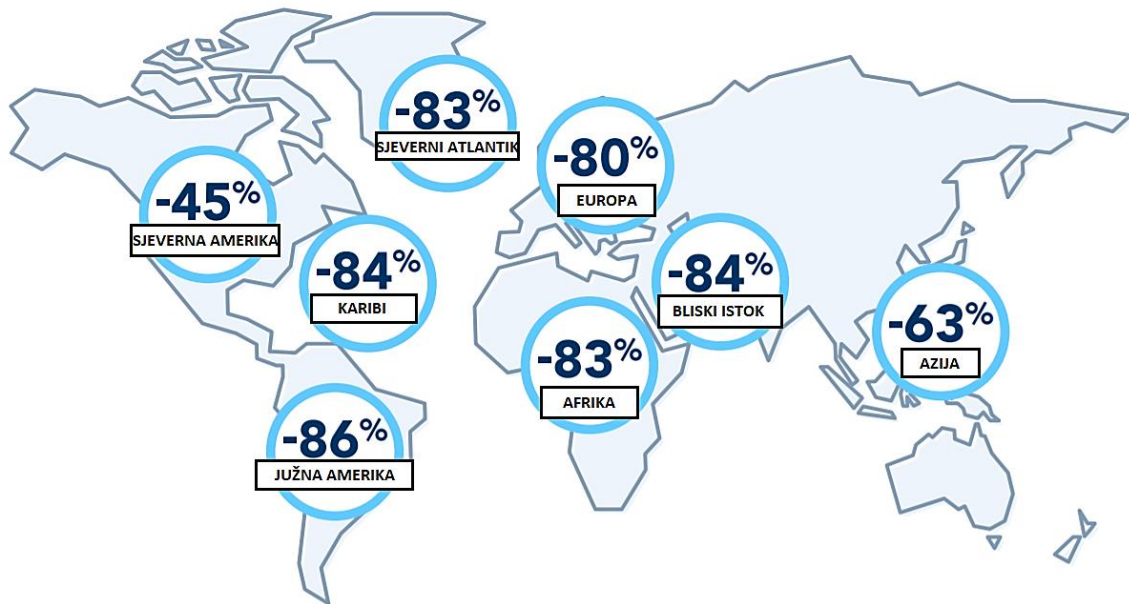 -83%
SJEVERNI ATLANTIK
-80%
EUROPA
-45%
SJEVERNA AMERIKA
-84%
KARIBI
-84%
BLISKI ISTOK
-63%
AZIJA
-83%
AFRIKA
-86%
JUŽNA AMERIKA